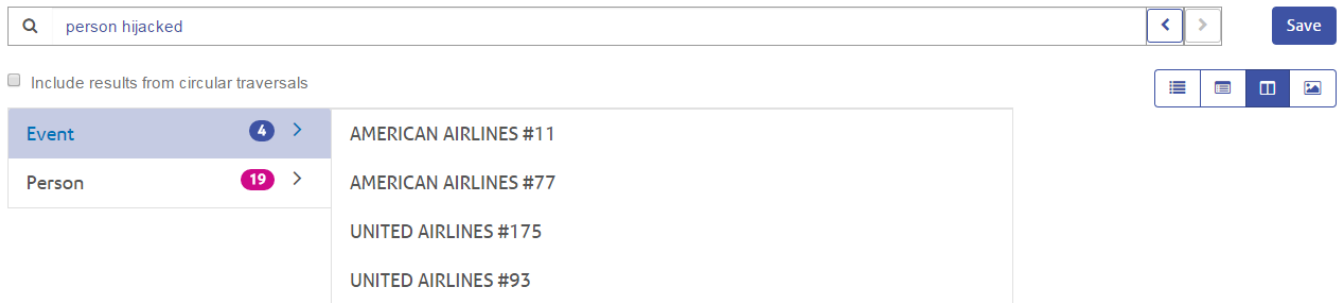 person hijacked
Save
Include results from circular traversals
Event 4
Person 19
AMERICAN AIRLINES #11
AMERICAN AIRLINES #77
UNITED AIRLINES #175
UNITED AIRLINES #93